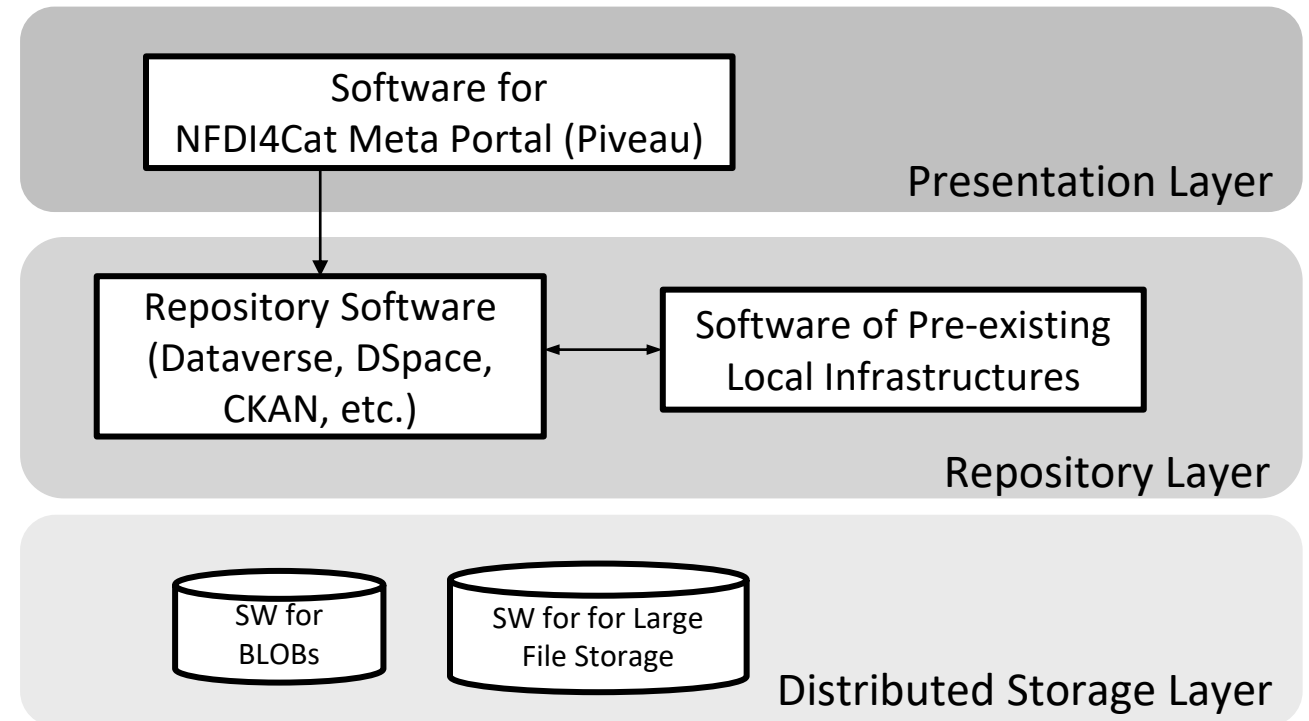 Software for
NFDI4Cat Meta Portal (Piveau)
Presentation Layer
Repository Software
(Dataverse, DSpace,
CKAN, etc.)
Software of Pre-existing
Local Infrastructures
Repository Layer
SW for
BLOBs
SW for for Large
File Storage
Distributed Storage Layer